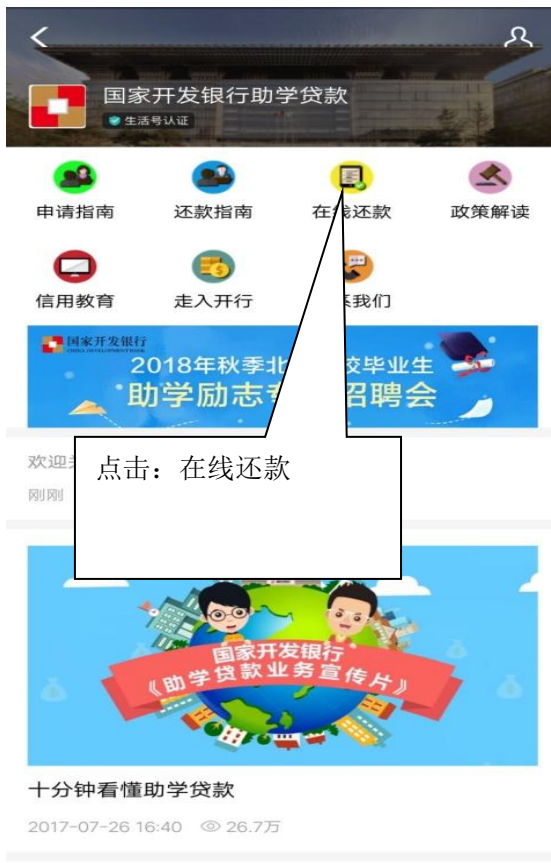 国家开发银行助学贷款
生活号认证
申请指南 还款指南 在线还款 政策解读
信用教育 走入开行 系我们
国家开发银行
CHINA DEVELOPMENT BANK
2018年秋季北 校毕业生
助学励志专 招聘会
欢迎
刚刚
点击：在线还款
国家开发银行
《助学贷款业务宣传片》
十分钟看懂助学贷款
2017-07-26 16:40 26.7万